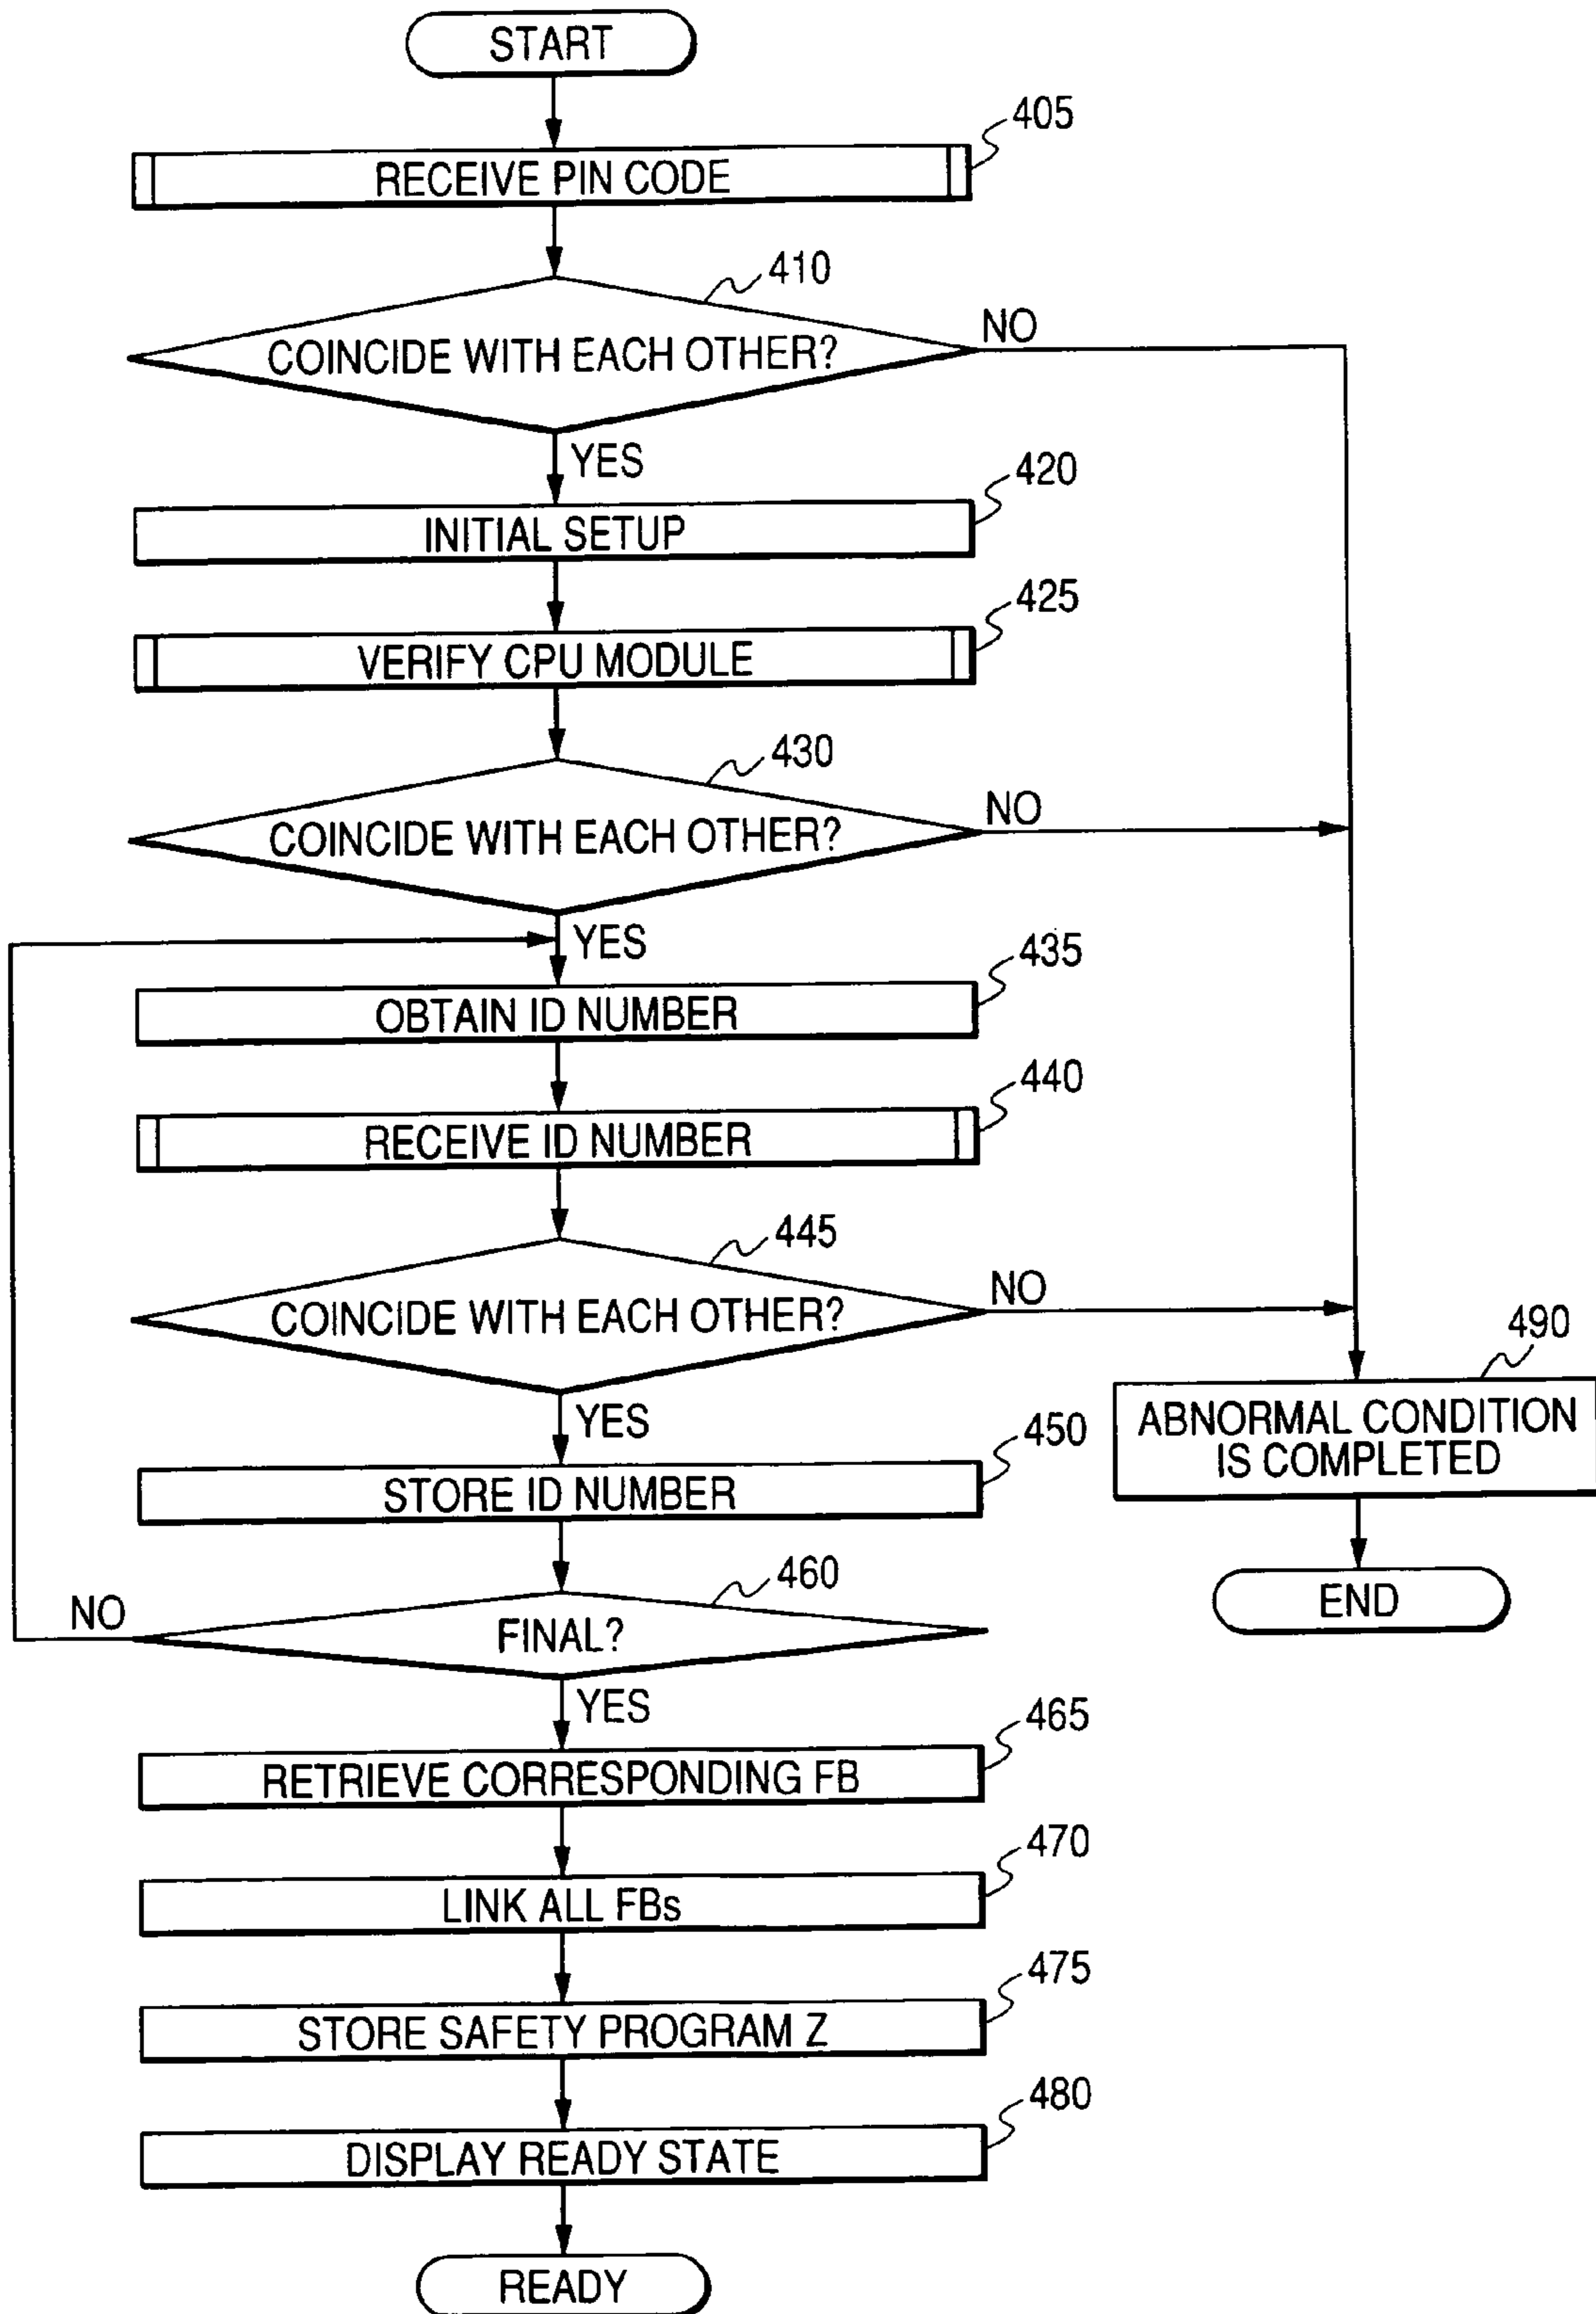 START
405
RECEIVE PIN CODE
410
COINCIDE WITH EACH OTHER?
NO
YES
420
INITIAL SETUP
425
VERIFY CPU MODULE
430
COINCIDE WITH EACH OTHER?
NO
YES
435
OBTAIN ID NUMBER
440
RECEIVE ID NUMBER
445
COINCIDE WITH EACH OTHER?
NO
YES
490
ABNORMAL CONDITION
IS COMPLETED
END
450
STORE ID NUMBER
460
FINAL?
NO
YES
465
RETRIEVE CORRESPONDING FB
470
LINK ALL FBs
475
STORE SAFETY PROGRAM Z
480
DISPLAY READY STATE
READY